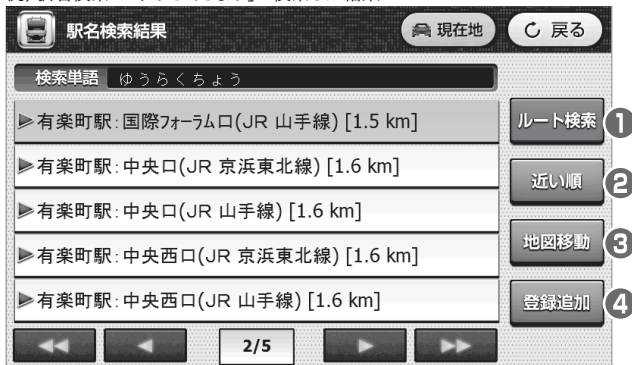 駅名検索結果
現在地
戻る
検索単語
ゆうらくちょう
有楽町駅:国際フォーラム口(JR 山手線) [1.5 km]
有楽町駅:中央口(JR 京浜東北線) [1.6 km]
有楽町駅:中央口(JR 山手線) [1.6 km]
有楽町駅:中央西口(JR 京浜東北線) [1.6 km]
有楽町駅:中央西口(JR 山手線) [1.6 km]
ルート検索
1
近い順
2
地図移動
3
登録追加
4
2/5